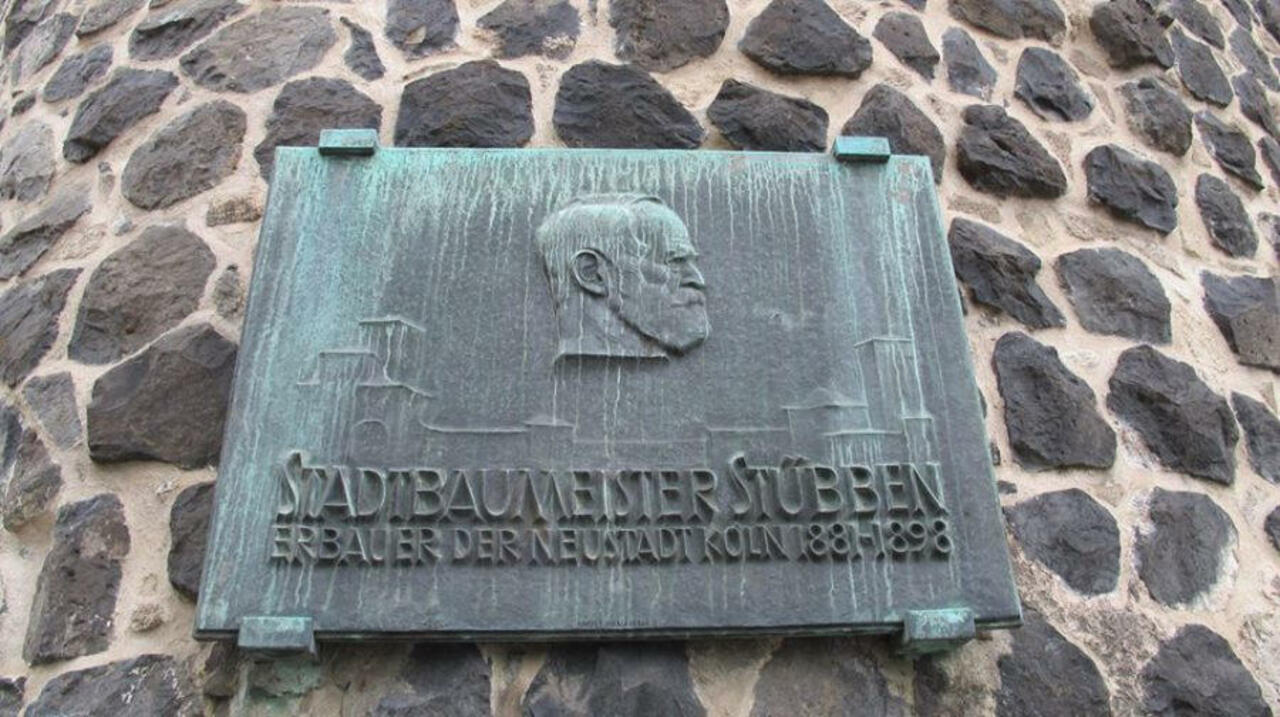 STADTBAUMEISTER STÜBBEN
ERBAUER DER NEUSTADT KÖLN 1881-1898